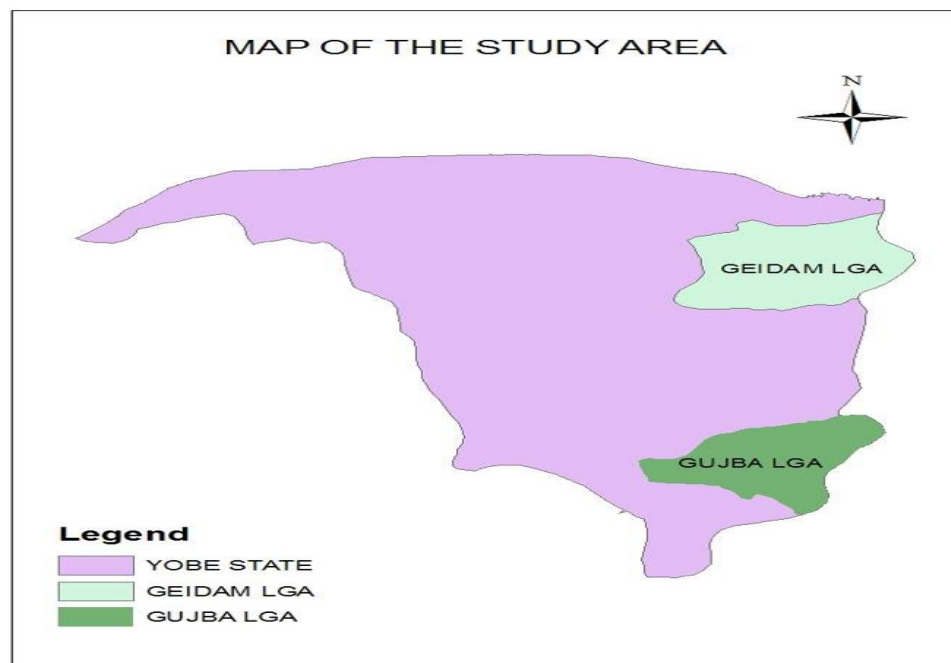 MAP OF THE STUDY AREA
N
GEIDAM LGA
GUJBA LGA
Legend
YOBE STATE
GEIDAM LGA
GUJBA LGA